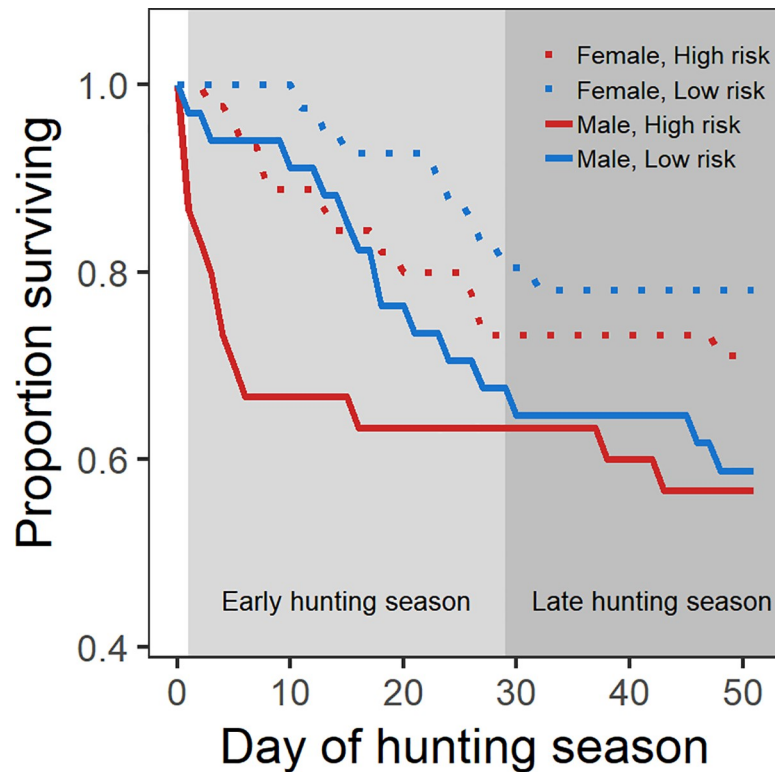 Female, High risk
Female, Low risk
Male, High risk
Male, Low risk
1.0
0.8
0.6
0.4
Proportion surviving
Early hunting season
Late hunting season
0 10 20 30 40 50
Day of hunting season